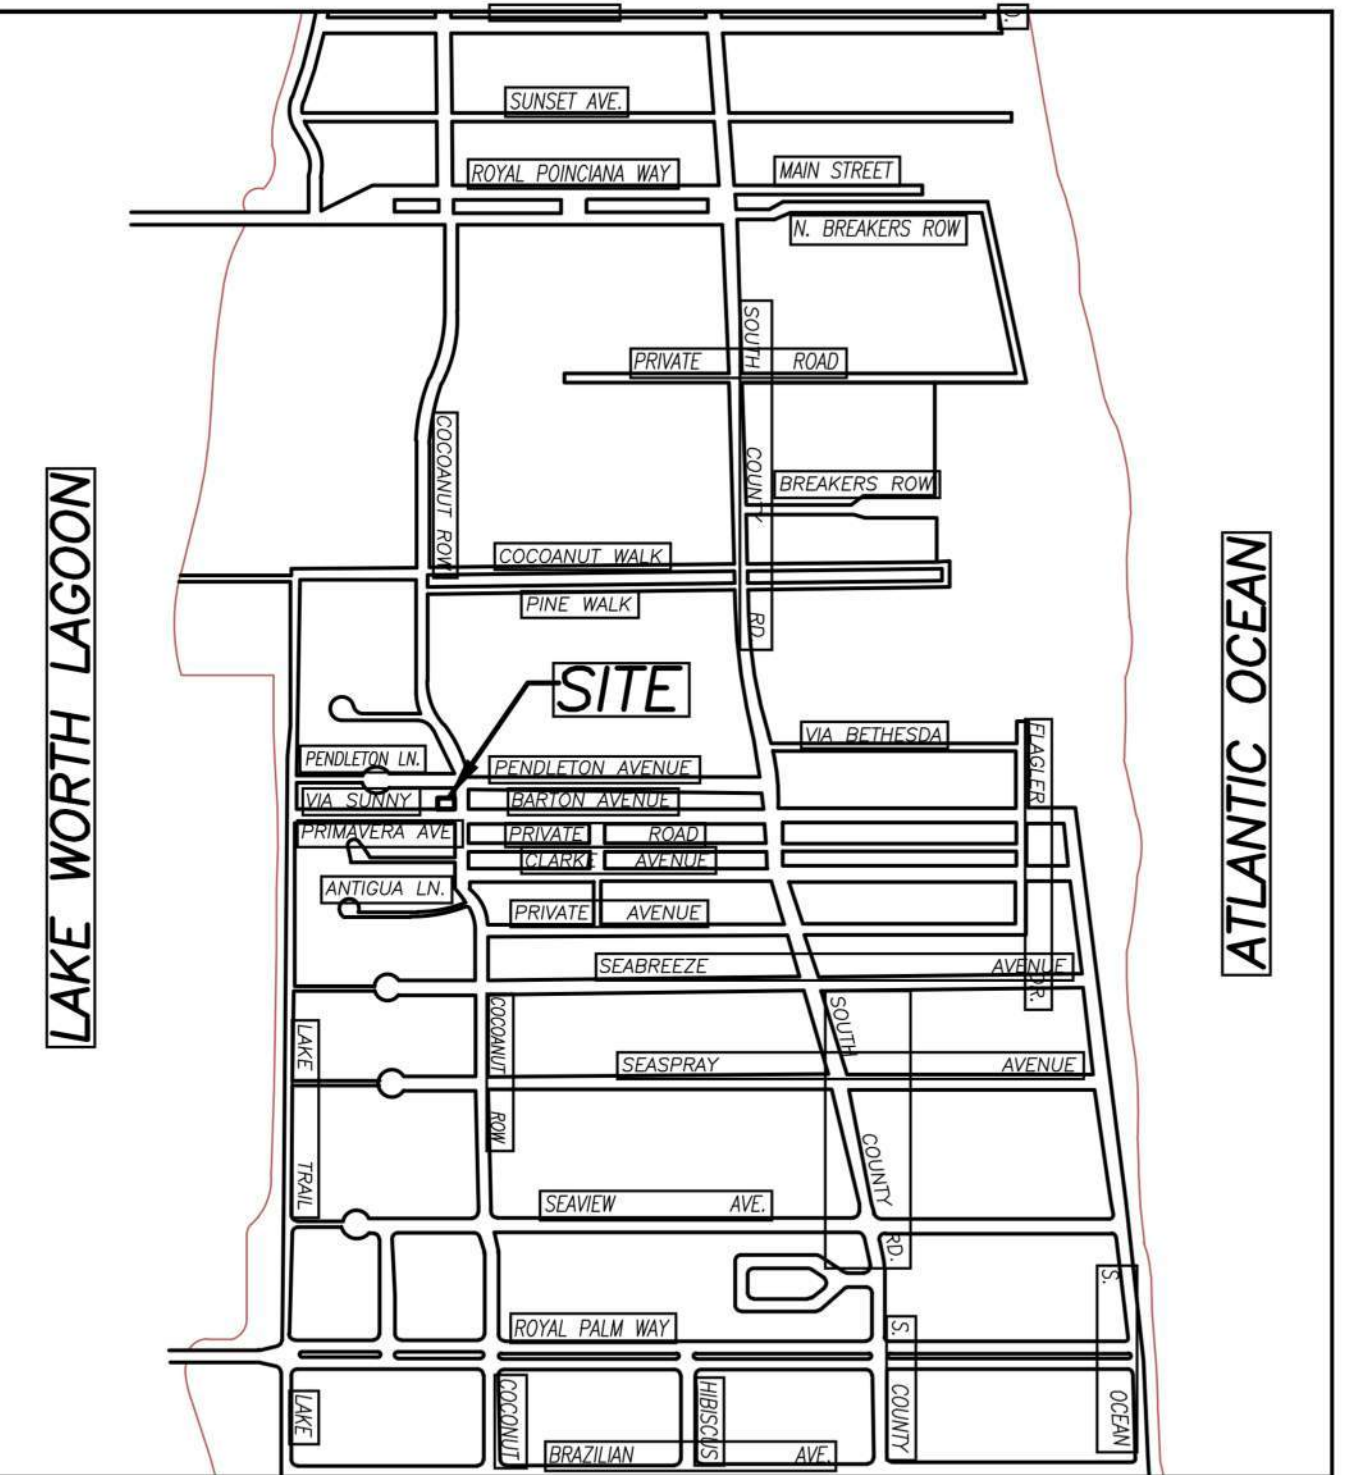 D.
SUNSET AVE.
ROYAL POINCIANA WAY
MAIN STREET
N. BREAKERS ROW
SOUTH COUNTY RD.
PRIVATE ROAD
COCOANUT ROW
BREAKERS ROW
COCOANUT WALK
PINE WALK
LAKE WORTH LAGOON
ATLANTIC OCEAN
SITE
VIA BETHESDA
FLAGLER DR.
PENDLETON LN.
PENDLETON AVENUE
VIA SUNNY
BARTON AVENUE
PRIMAVERA AVE
PRIVATE ROAD
CLARKE AVENUE
ANTIGUA LN.
PRIVATE AVENUE
SEABREEZE AVENUE
LAKE TRAIL
COCOANUT ROW
SOUTH COUNTY RD.
SEASPRAY AVENUE
SEAVIEW AVE.
ROYAL PALM WAY
S. COUNTY
S. OCEAN
LAKE
COCONUT
HIBISCUS
BRAZILIAN AVE.